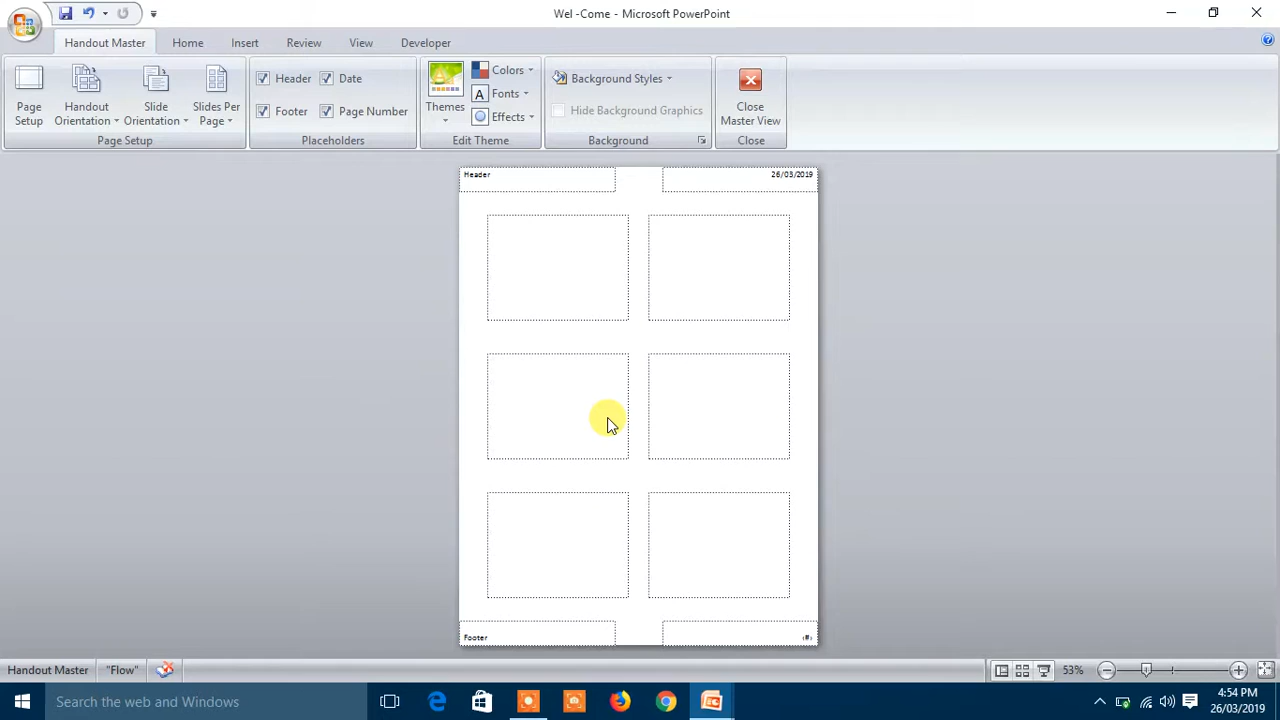 Wel -Come - Microsoft PowerPoint
Handout Master
Home
Insert
Review
View
Developer
Page
Setup
Handout
Orientation
Slide
Orientation
Slides Per
Page
Page Setup
Header
Date
Footer
Page Number
Placeholders
Themes
Colors
Fonts
Effects
Edit Theme
Background Styles
Hide Background Graphics
Background
Close
Master View
Close
Header
26/03/2019
Footer
‹#›
Handout Master
"Flow"
53%
Search the web and Windows
4:54 PM
26/03/2019